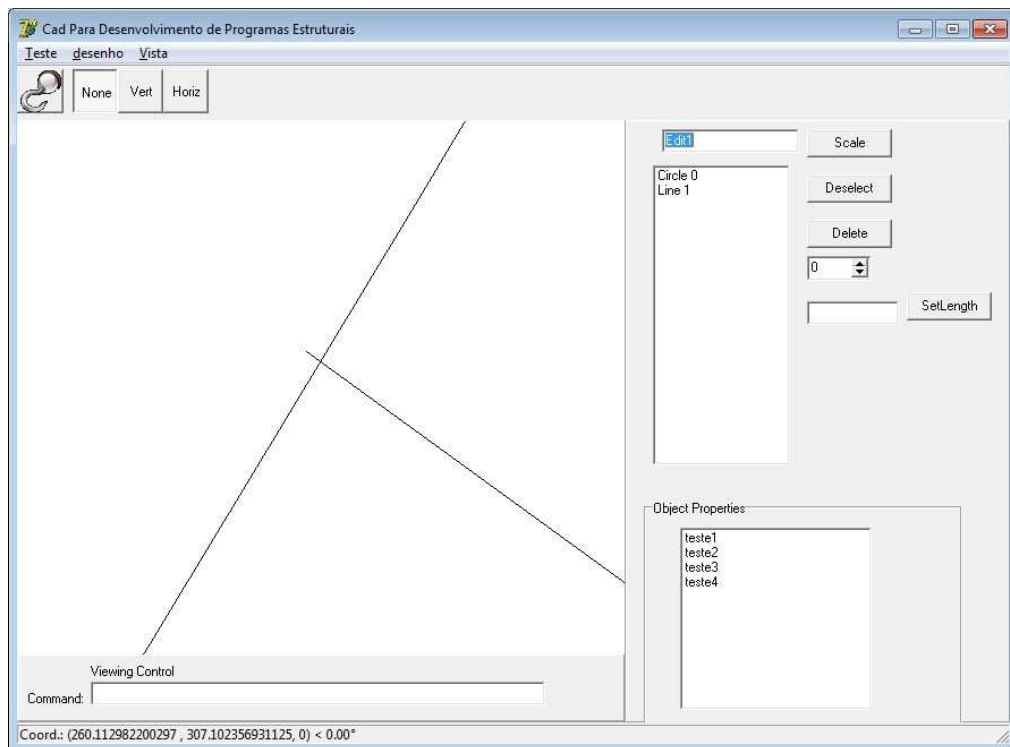 Cad Para Desenvolvimento de Programas Estruturais
Teste desenho Vista
None Vert Horiz
Edit1 Scale
Circle 0
Line 1
Deselect
Delete
0
SetLength
Object Properties
teste1
teste2
teste3
teste4
Viewing Control
Command:
Coord.: (260.112982200297 , 307.102356931125, 0) < 0.00°